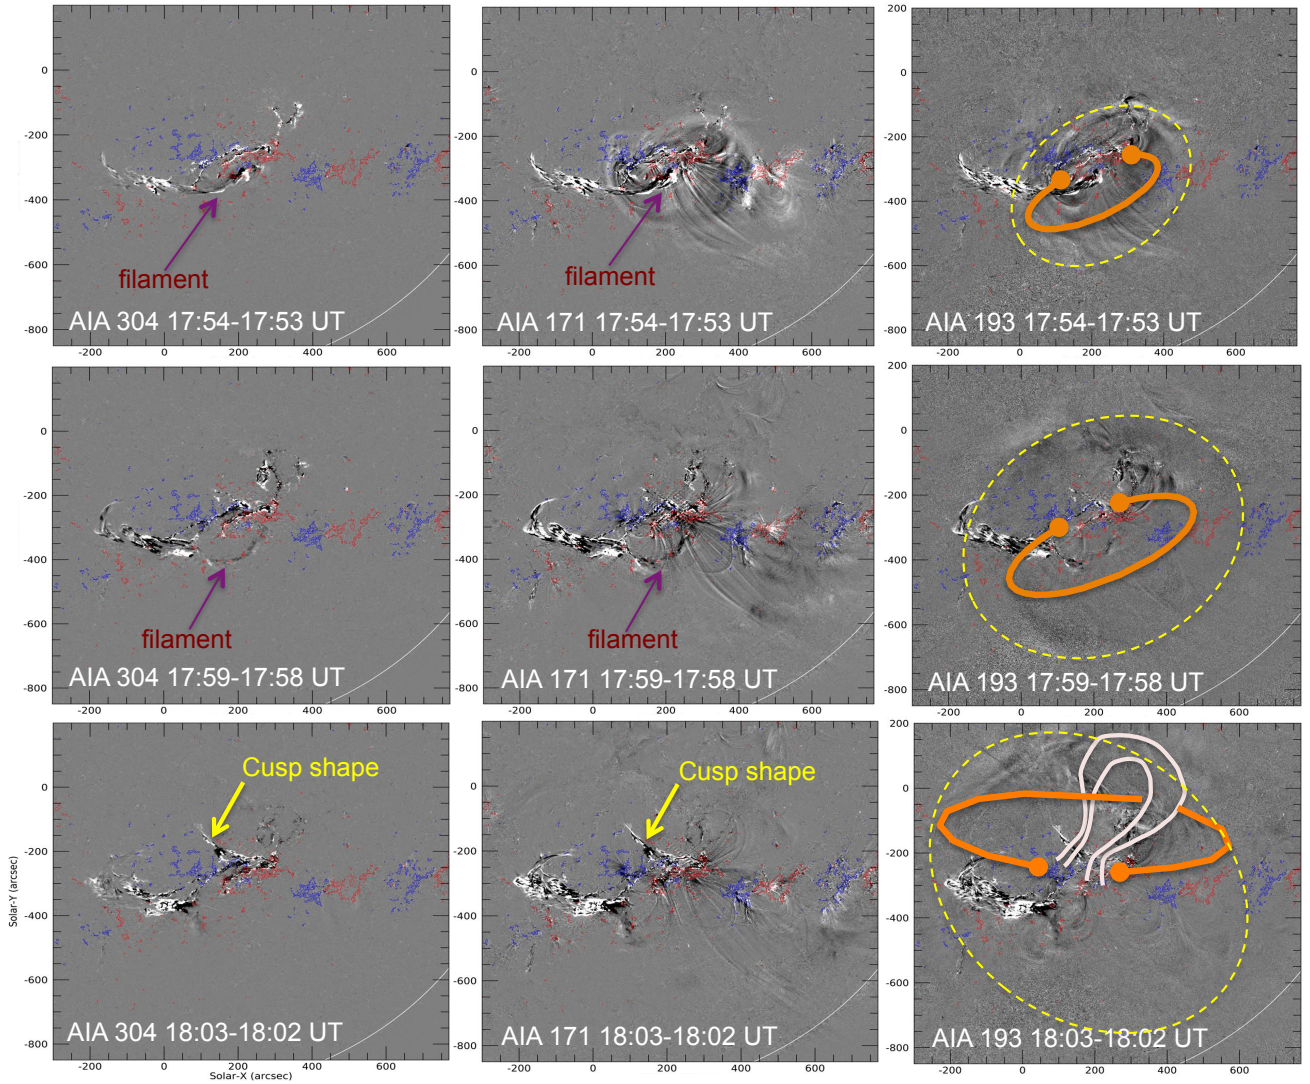 200
0
-200
-400
-600
-800
-200 0 200 400 600
filament
AIA 304 17:54-17:53 UT
-200 0 200 400 600
filament
AIA 171 17:54-17:53 UT
200
0
-200
-400
-600
-800
-200 0 200 400 600
AIA 193 17:54-17:53 UT
0
-200
-400
-600
-800
-200 0 200 400 600
filament
AIA 304 17:59-17:58 UT
0
-200
-400
-600
-800
-200 0 200 400 600
filament
AIA 171 17:59-17:58 UT
200
0
-200
-400
-600
-800
-200 0 200 400 600
AIA 193 17:59-17:58 UT
Cusp shape
0
-200
-400
-600
-800
Solar-Y (arcsec)
AIA 304 18:03-18:02 UT
-200 0 200 400 600
Solar-X (arcsec)
Cusp shape
0
-200
-400
-600
-800
AIA 171 18:03-18:02 UT
-200 0 200 400 600
200
0
-200
-400
-600
-800
AIA 193 18:03-18:02 UT
-200 0 200 400 600